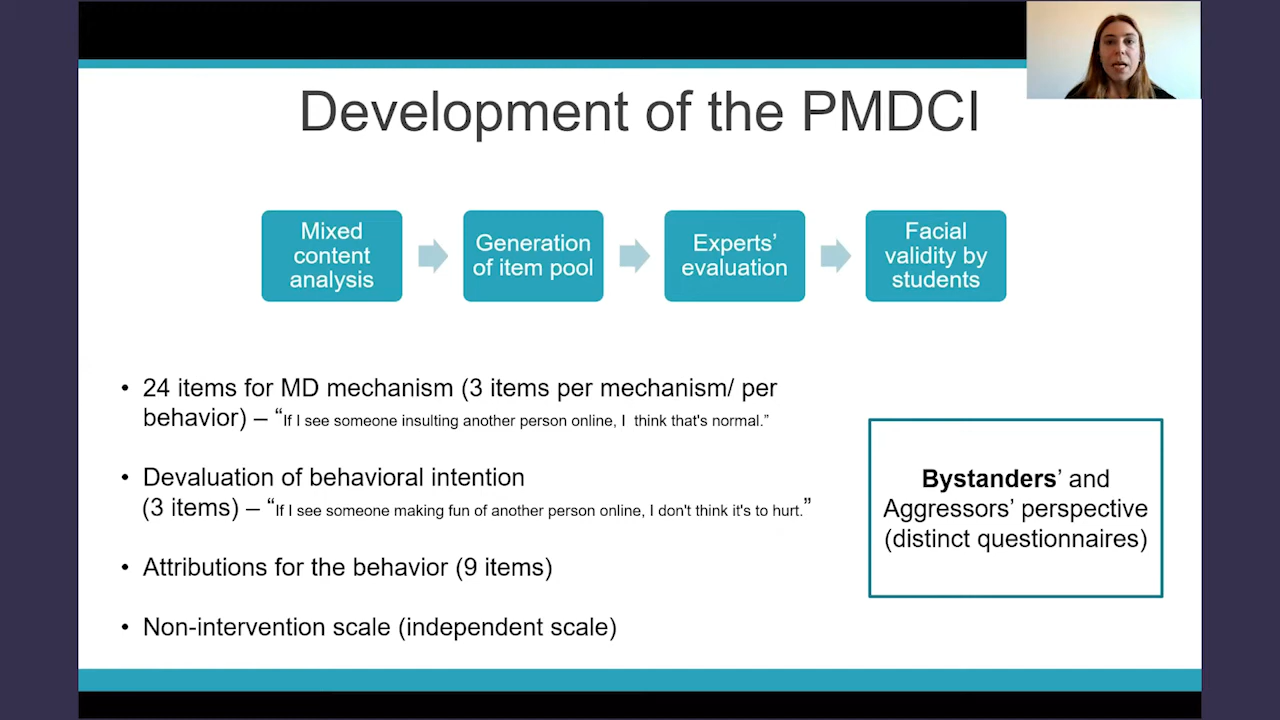 Development of the PMDCI
Mixed
content
analysis
Generation
of item pool
Experts’
evaluation
Facial
validity by
students
• 24 items for MD mechanism (3 items per mechanism/ per
behavior) – “If I see someone insulting another person online, I  think that's normal.”
• Devaluation of behavioral intention
(3 items) – “If I see someone making fun of another person online, I don't think it's to hurt.”
• Attributions for the behavior (9 items)
• Non-intervention scale (independent scale)
Bystanders’ and
Aggressors’ perspective
(distinct questionnaires)